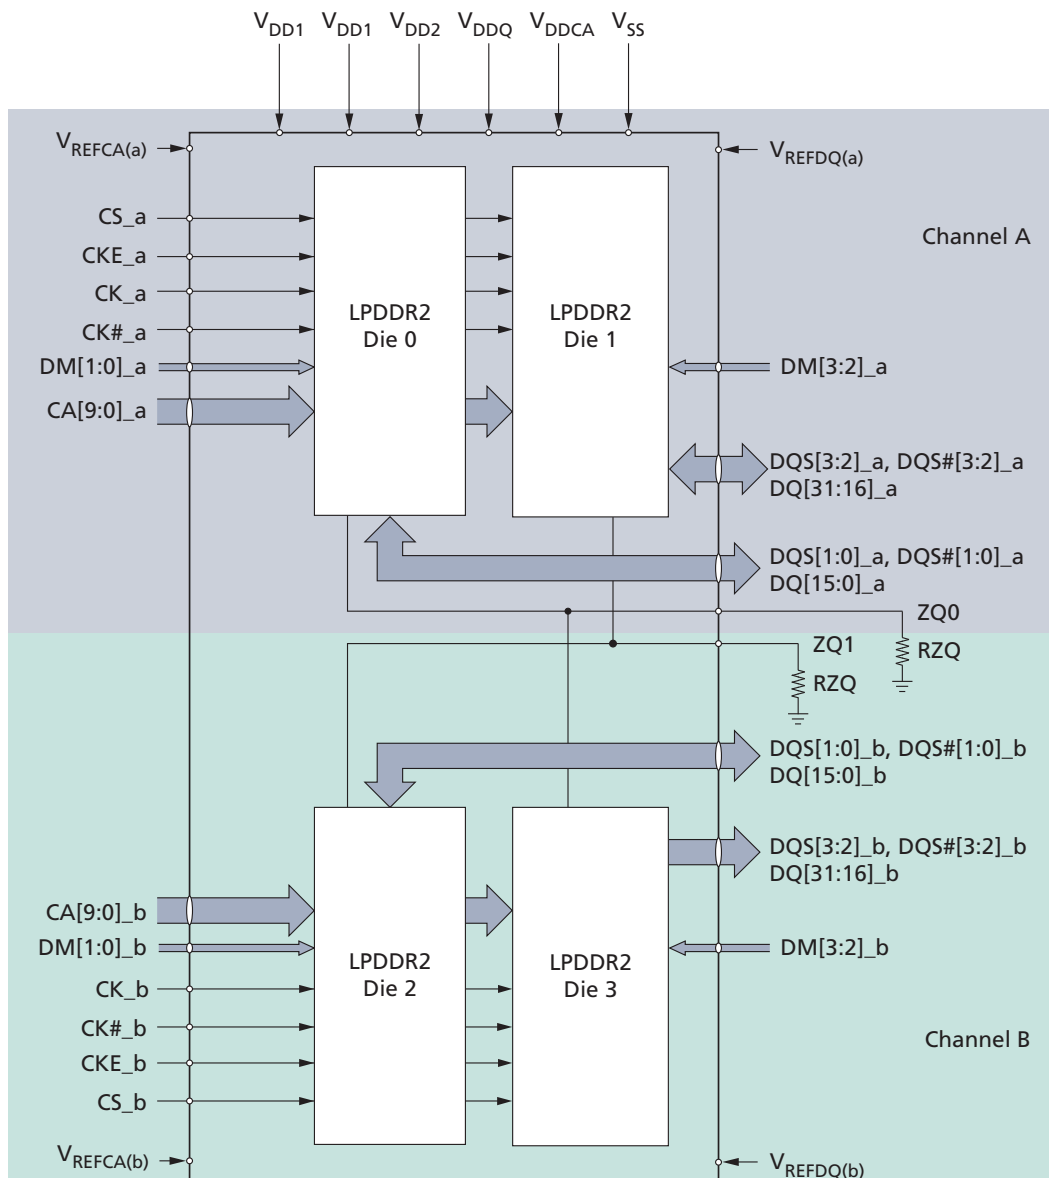 VDD1 VDD1 VDD2 VDDQ VDDCA VSS
VREFCA(a)
VREFDQ(a)
CS_a
Channel A
CKE_a
CK_a
CK#_a
LPDDR2
Die 0
LPDDR2
Die 1
DM[1:0]_a
DM[3:2]_a
CA[9:0]_a
DQS[3:2]_a, DQS#[3:2]_a
DQ[31:16]_a
DQS[1:0]_a, DQS#[1:0]_a
DQ[15:0]_a
ZQ0
RZQ
ZQ1
RZQ
DQS[1:0]_b, DQS#[1:0]_b
DQ[15:0]_b
DQS[3:2]_b, DQS#[3:2]_b
DQ[31:16]_b
CA[9:0]_b
DM[1:0]_b
DM[3:2]_b
LPDDR2
Die 2
LPDDR2
Die 3
CK_b
CK#_b
Channel B
CKE_b
CS_b
VREFCA(b)
VREFDQ(b)